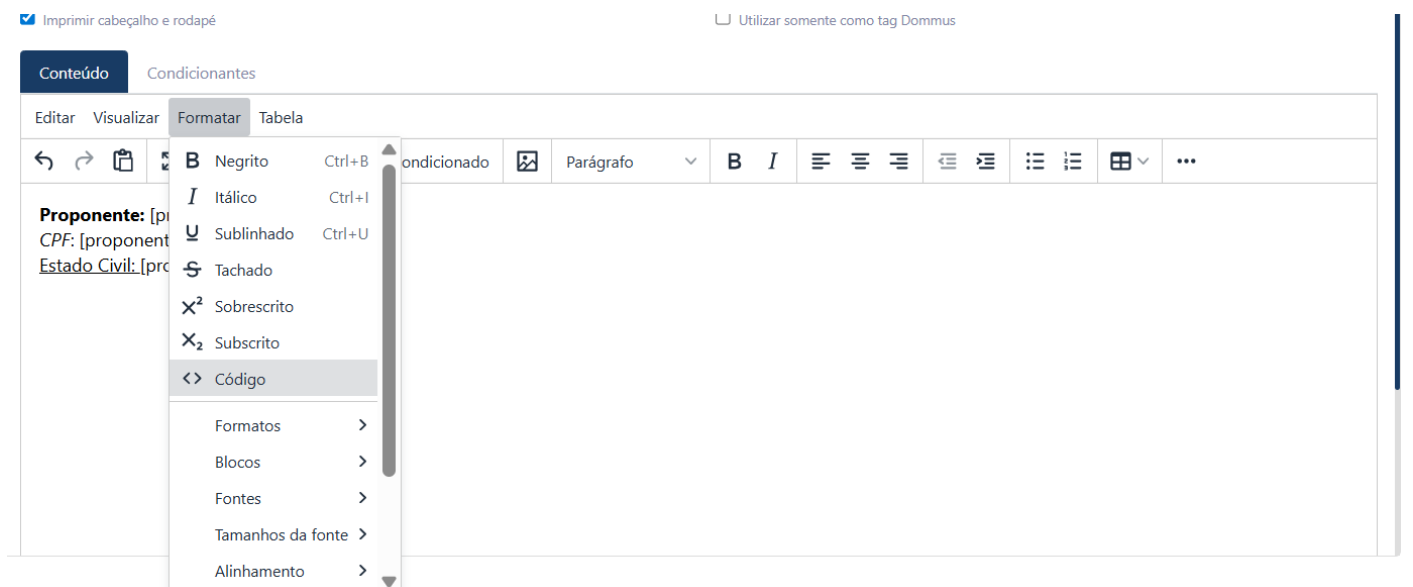 Imprimir cabeçalho e rodapé Utilizar somente como tag Dommus
Conteúdo Condicionantes
Editar Visualizar Formatar Tabela
ondicionado Parágrafo B I
B Negrito Ctrl+B
I Itálico Ctrl+I
U Sublinhado Ctrl+U
S Tachado
X² Sobrescrito
X₂ Subscrito
<> Código
Formatos
Blocos
Fontes
Tamanhos da fonte
Alinhamento
Proponente: [p
CPF: [proponent
Estado Civil: [pro